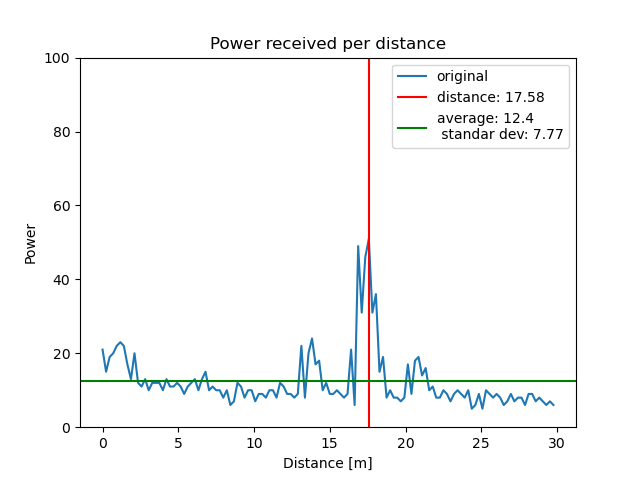 Power received per distance
original
distance: 17.58
average: 12.4
standar dev: 7.77
Power
100
80
60
40
20
0
0 5 10 15 20 25 30
Distance [m]